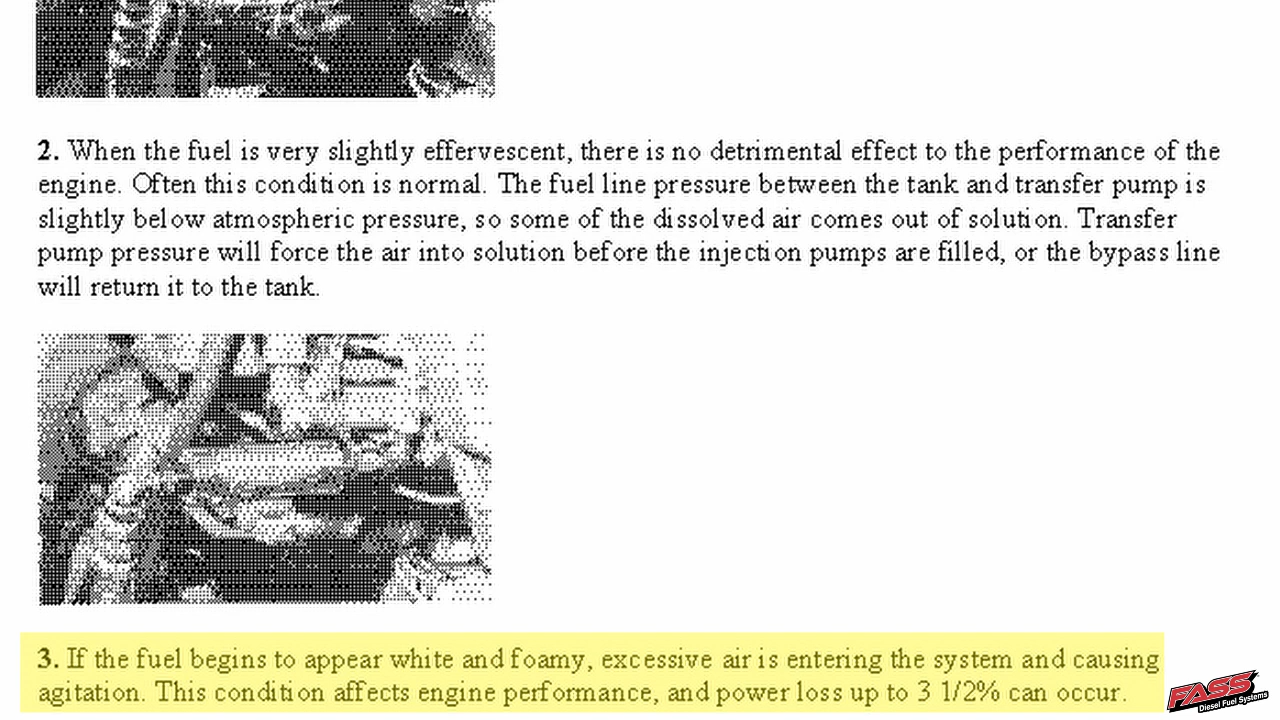 2. When the fuel is very slightly effervescent, there is no detrimental effect to the performance of the
engine. Often this condition is normal. The fuel line pressure between the tank and transfer pump is
slightly below atmospheric pressure, so some of the dissolved air comes out of solution. Transfer
pump pressure will force the air into solution before the injection pumps are filled, or the bypass line
will return it to the tank.
3. If the fuel begins to appear white and foamy, excessive air is entering the system and causing
agitation. This condition affects engine performance, and power loss up to 3 1/2% can occur.
FASS
Diesel Fuel Systems